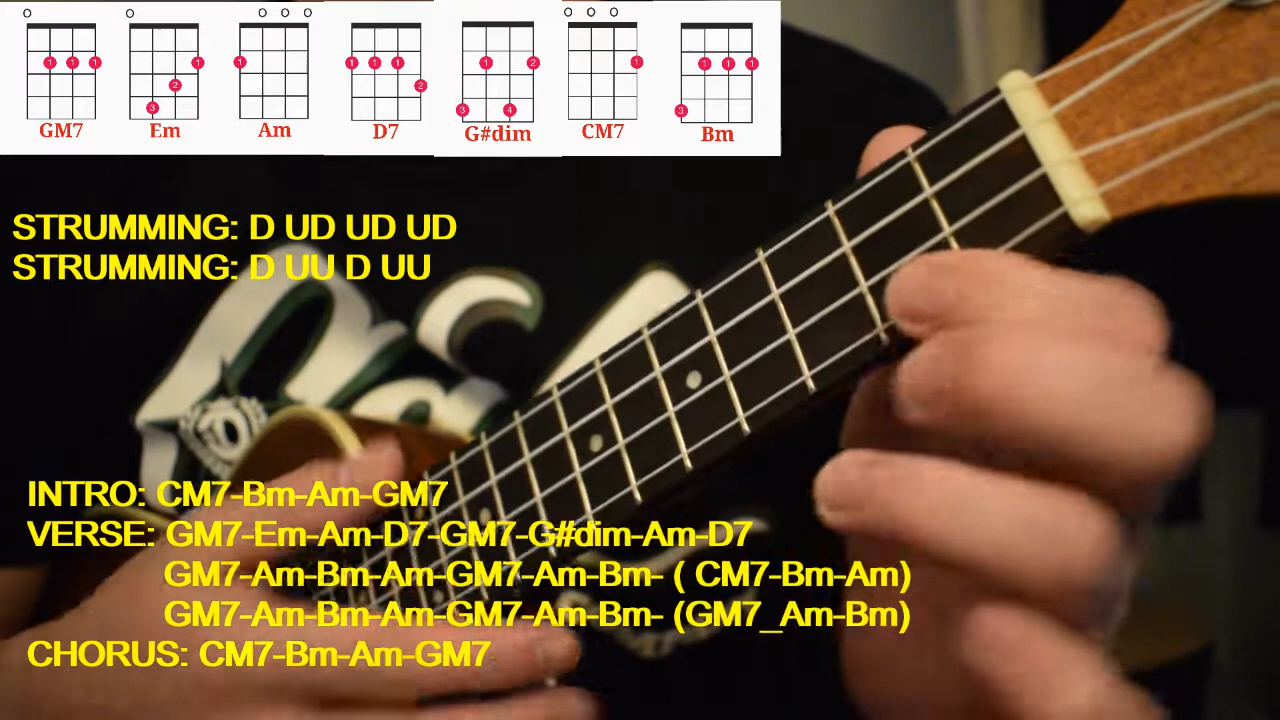 GM7 Em Am D7 G#dim CM7 Bm
STRUMMING: D UD UD UD
STRUMMING: D UU D UU
INTRO: CM7-Bm-Am-GM7
VERSE: GM7-Em-Am-D7-GM7-G#dim-Am-D7
GM7-Am-Bm-Am-GM7-Am-Bm- ( CM7-Bm-Am)
GM7-Am-Bm-Am-GM7-Am-Bm- (GM7_Am-Bm)
CHORUS: CM7-Bm-Am-GM7